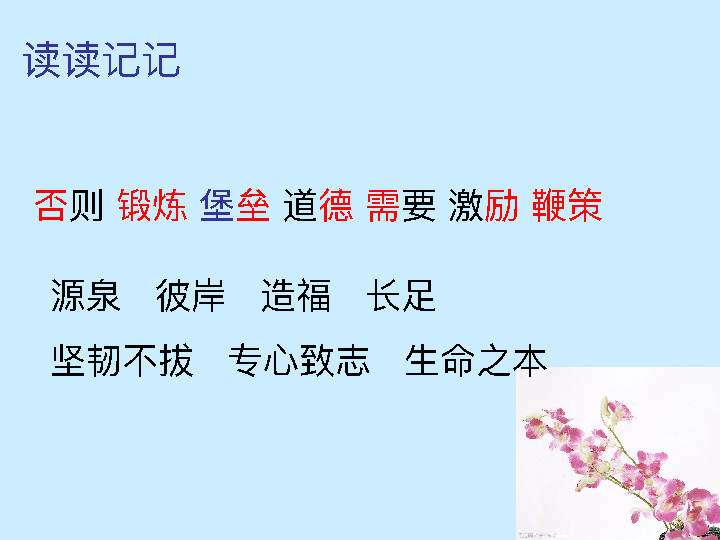 读读记记
否则 锻炼 堡垒 道德 需要 激励 鞭策
源泉 彼岸 造福 长足
坚韧不拔 专心致志 生命之本